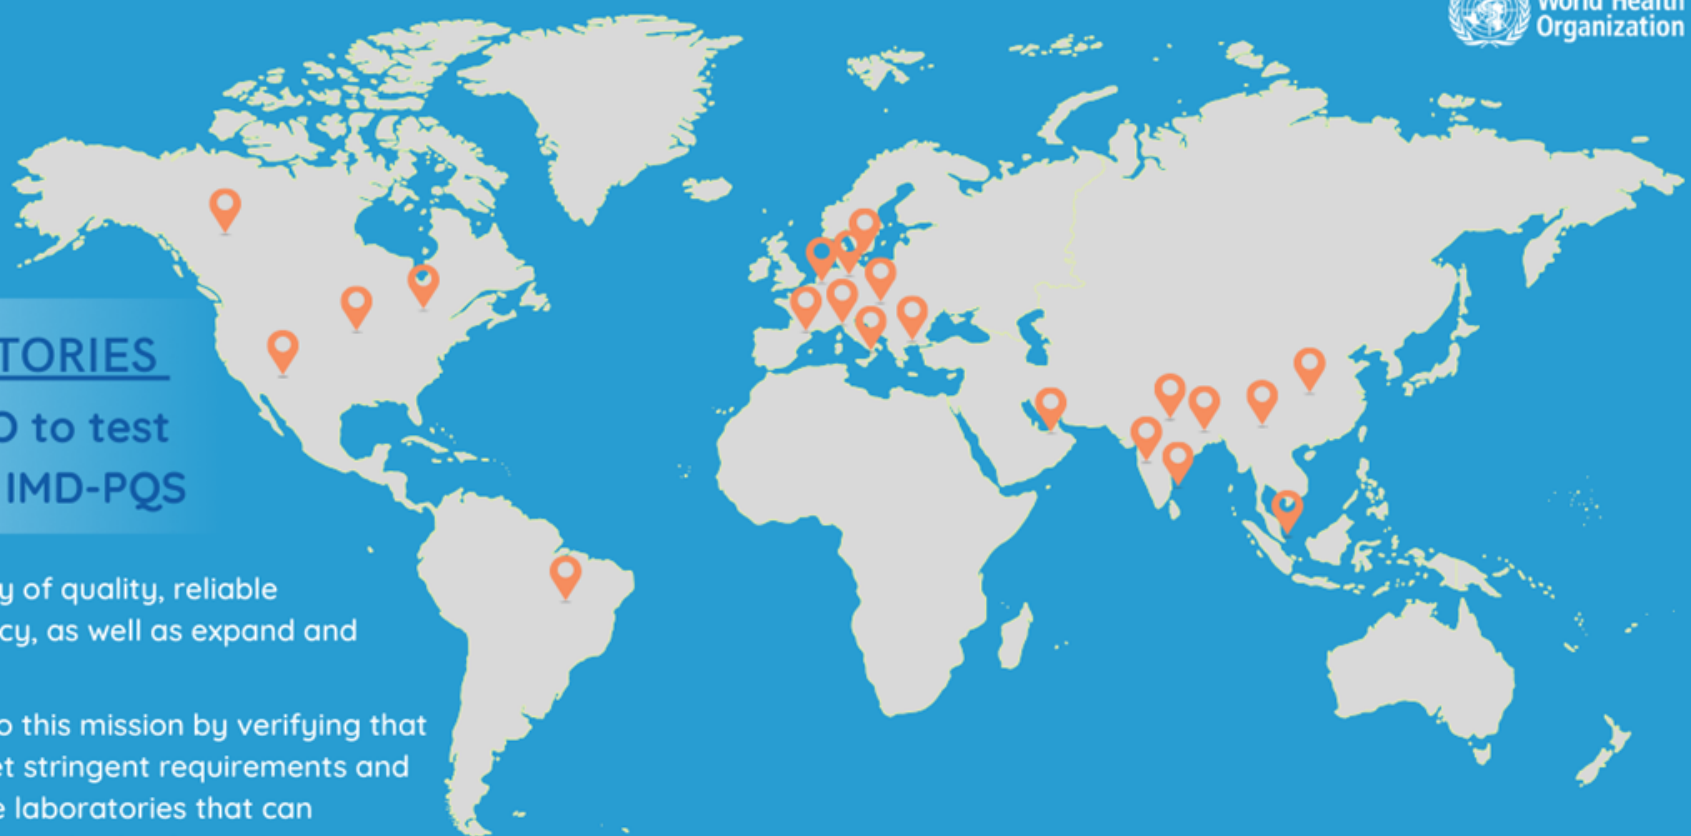 World Health
Organization
TORIES
O to test
IMD-PQS
y of quality, reliable
cy, as well as expand and
o this mission by verifying that
et stringent requirements and
e laboratories that can